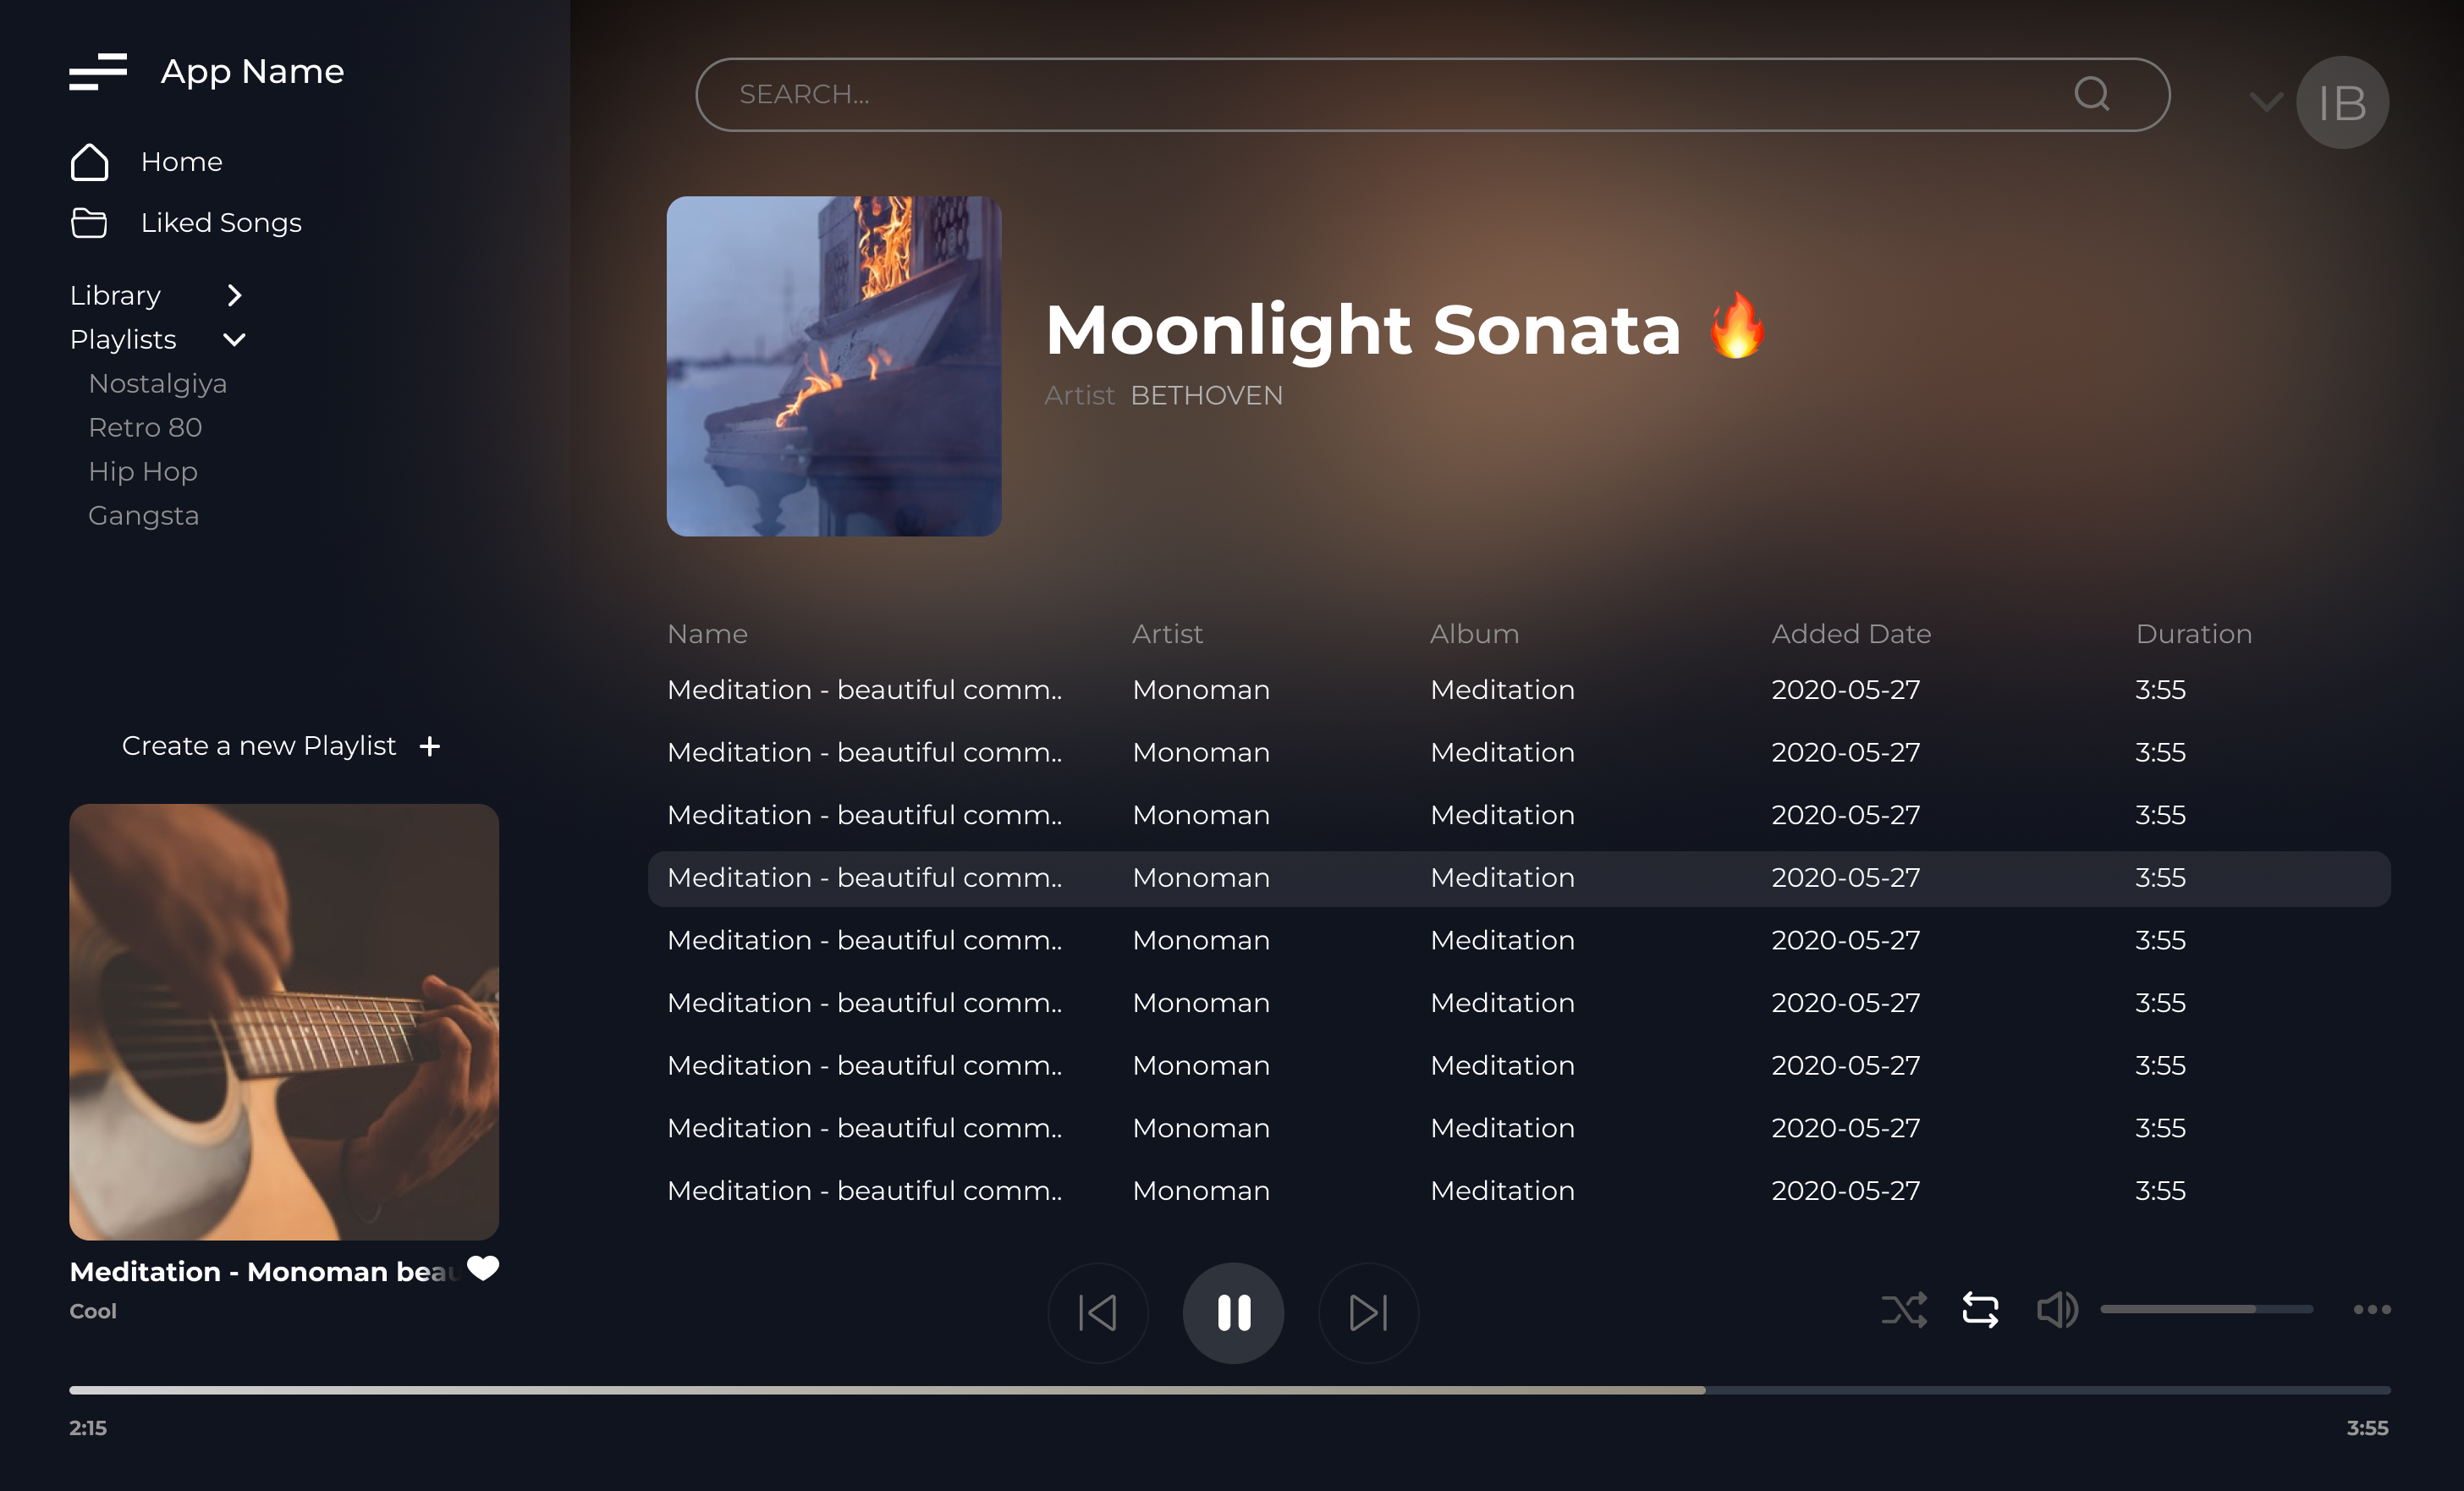 App Name
SEARCH...
IB
Home
Liked Songs
Library
Playlists
Nostalgiya
Retro 80
Hip Hop
Gangsta
Create a new Playlist +
Moonlight Sonata 🔥
Artist BETHOVEN
Name Artist Album Added Date Duration
Meditation - beautiful comm.. Monoman Meditation 2020-05-27 3:55
Meditation - beautiful comm.. Monoman Meditation 2020-05-27 3:55
Meditation - beautiful comm.. Monoman Meditation 2020-05-27 3:55
Meditation - beautiful comm.. Monoman Meditation 2020-05-27 3:55
Meditation - beautiful comm.. Monoman Meditation 2020-05-27 3:55
Meditation - beautiful comm.. Monoman Meditation 2020-05-27 3:55
Meditation - beautiful comm.. Monoman Meditation 2020-05-27 3:55
Meditation - beautiful comm.. Monoman Meditation 2020-05-27 3:55
Meditation - beautiful comm.. Monoman Meditation 2020-05-27 3:55
Meditation - Monoman beau
Cool
2:15
3:55